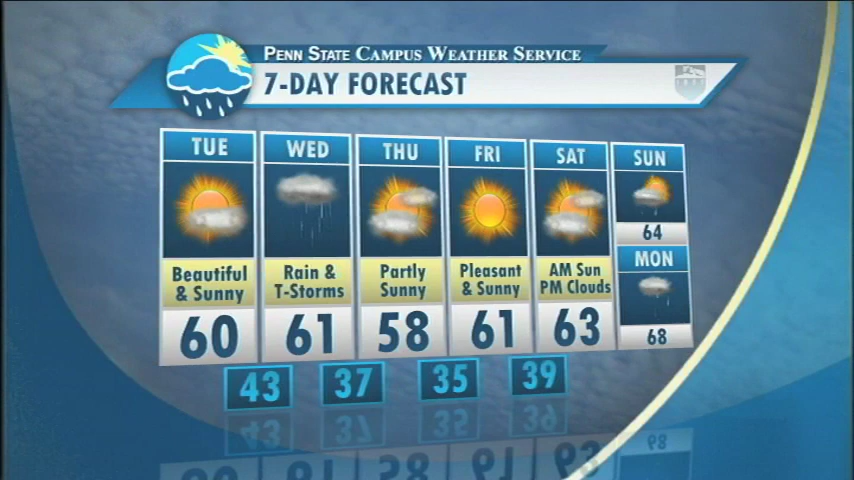 PENN STATE CAMPUS WEATHER SERVICE
7-DAY FORECAST
TUE
Beautiful
& Sunny
60
WED
Rain &
T-Storms
61
THU
Partly
Sunny
58
FRI
Pleasant
& Sunny
61
SAT
AM Sun
PM Clouds
63
SUN
64
MON
68
43
37
35
39